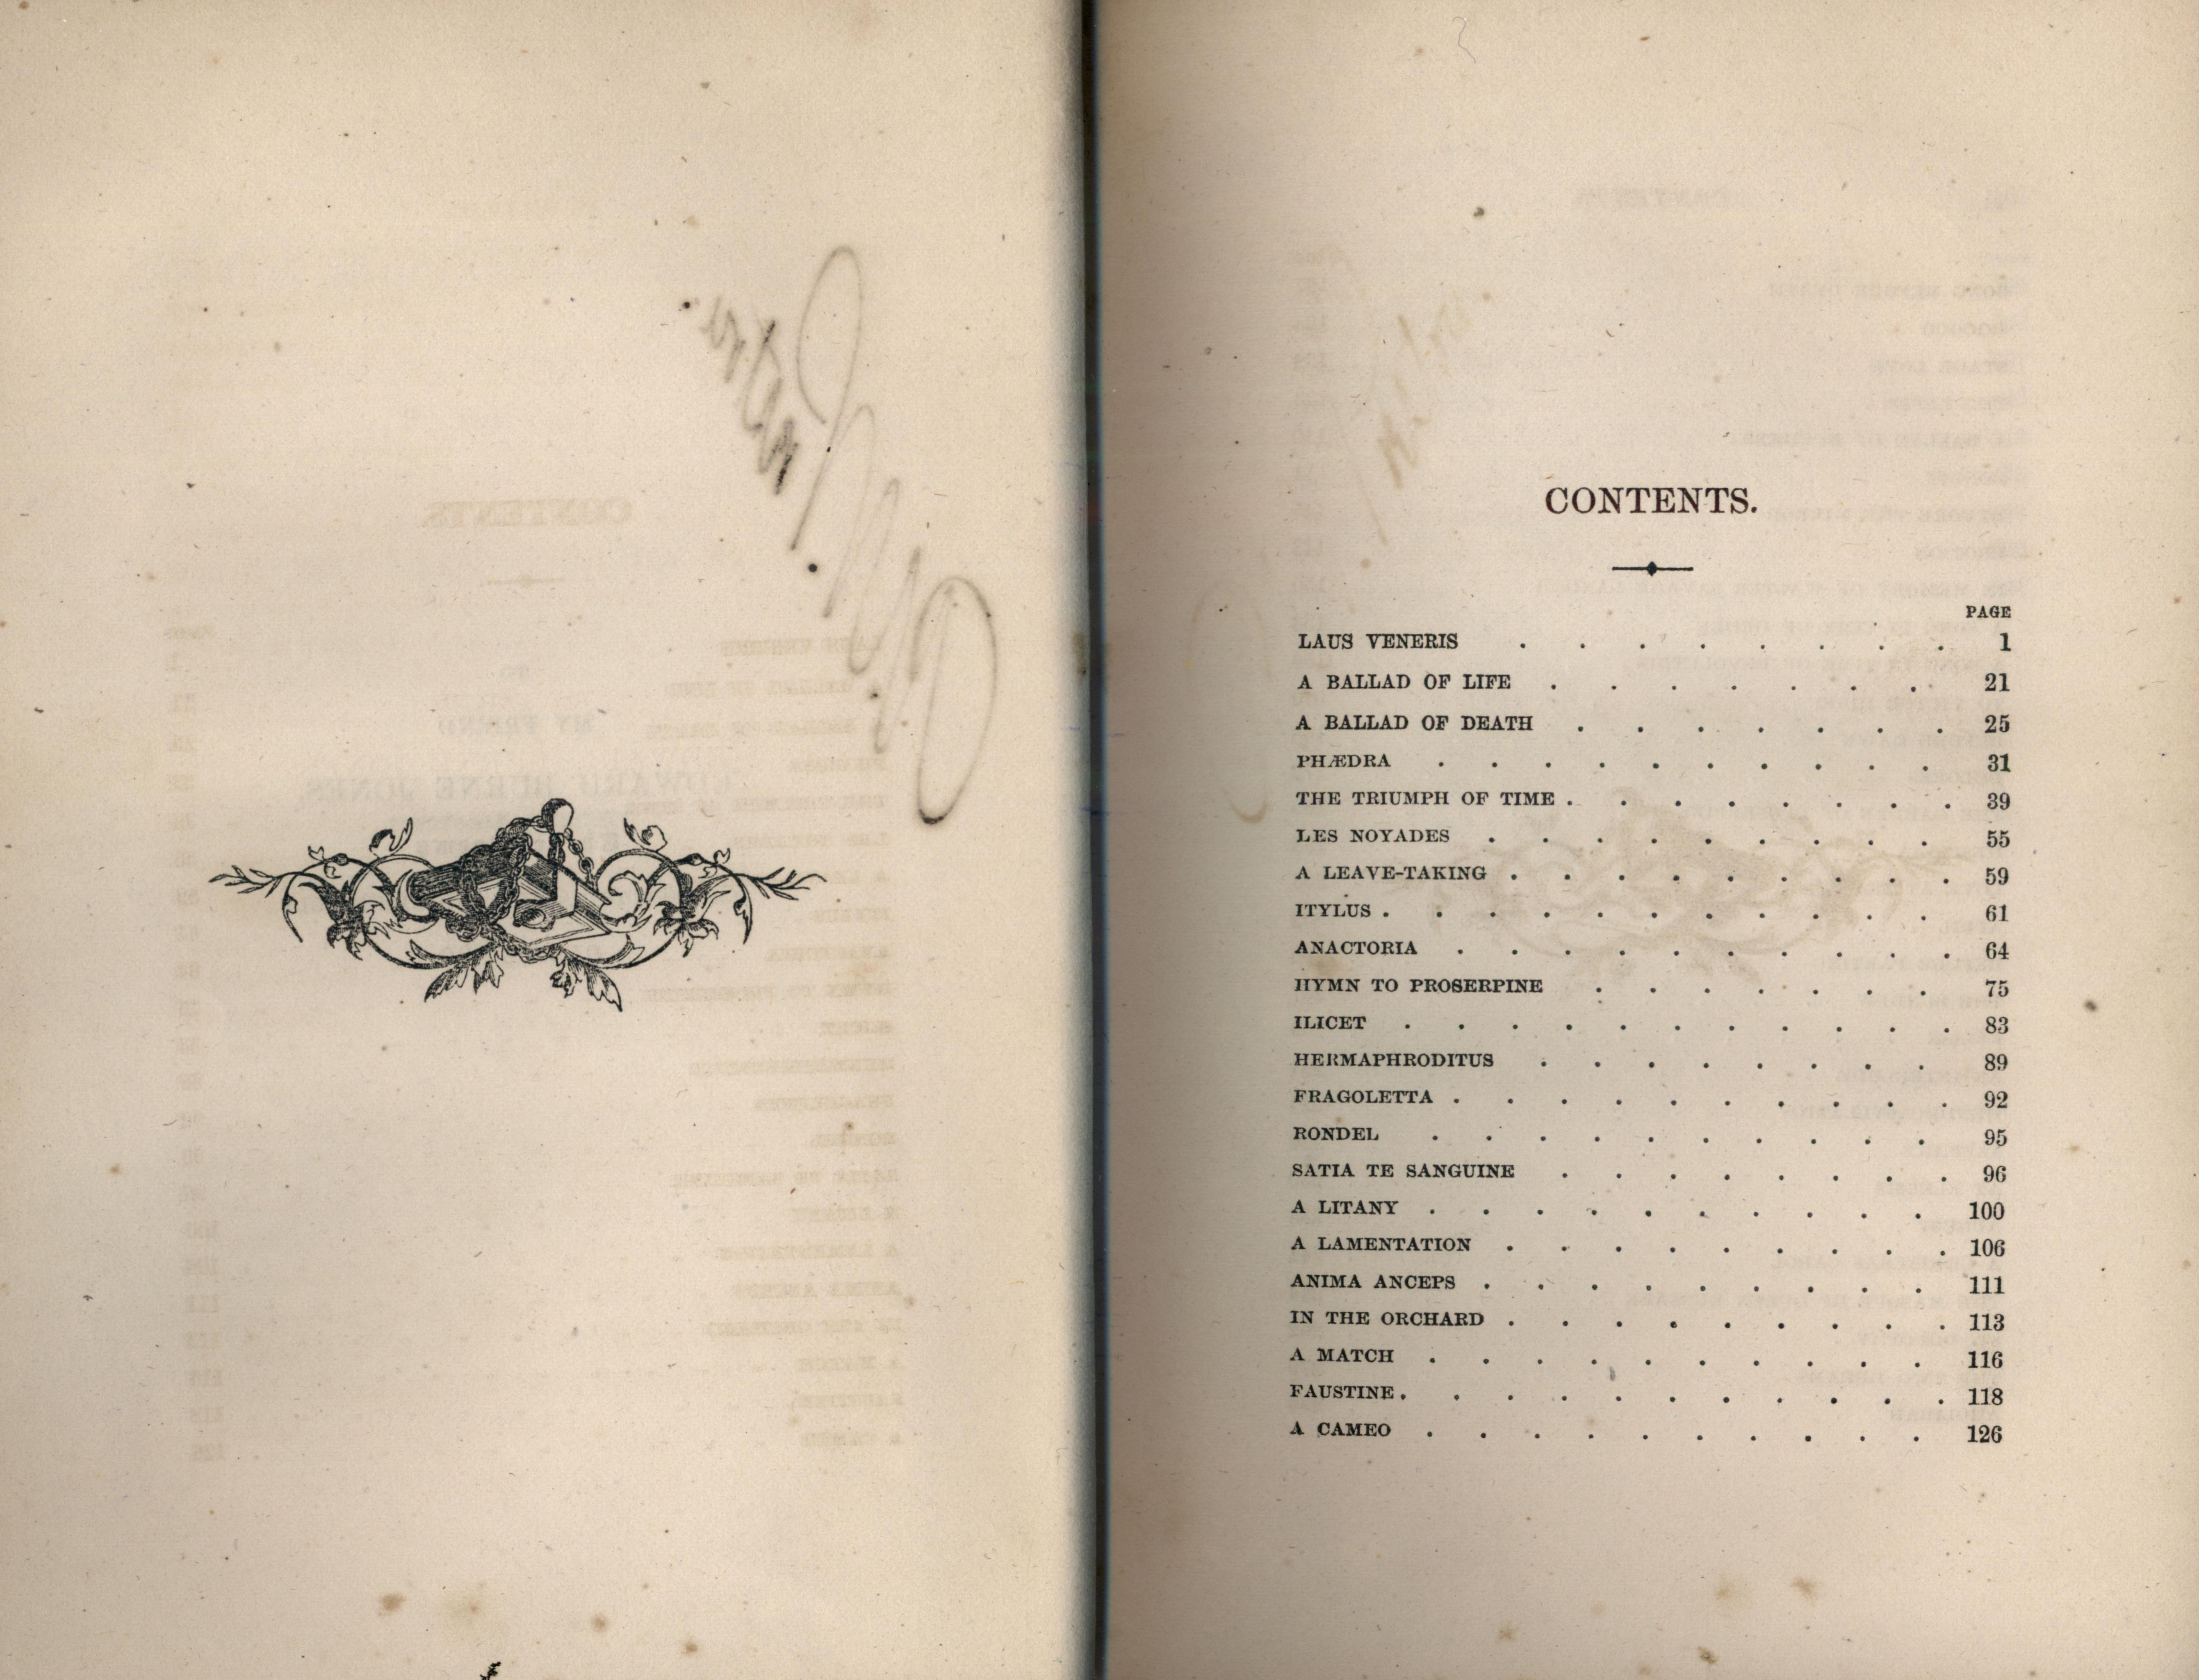 CONTENTS.
PAGE
LAUS VENERIS . . . . . . . . 1
A BALLAD OF LIFE . . . . . . . 21
A BALLAD OF DEATH . . . . . . . 25
PHÆDRA . . . . . . . . . . 31
THE TRIUMPH OF TIME . . . . . . . . 39
LES NOYADES . . . . . . . . . 55
A LEAVE-TAKING . . . . . . . . . 59
ITYLUS . . . . . . . . . . . 61
ANACTORIA . . . . . . . . . . 64
HYMN TO PROSERPINE . . . . . . . 75
ILICET . . . . . . . . . . . 83
HERMAPHRODITUS . . . . . . . . 89
FRAGOLETTA . . . . . . . . . . 92
RONDEL . . . . . . . . . . 95
SATIA TE SANGUINE . . . . . . . . 96
A LITANY . . . . . . . . . . 100
A LAMENTATION . . . . . . . . . 106
ANIMA ANCEPS . . . . . . . . . 111
IN THE ORCHARD . . . . . . . . . 113
A MATCH . . . . . . . . . . 116
FAUSTINE . . . . . . . . . . . 118
A CAMEO . . . . . . . . . . 126